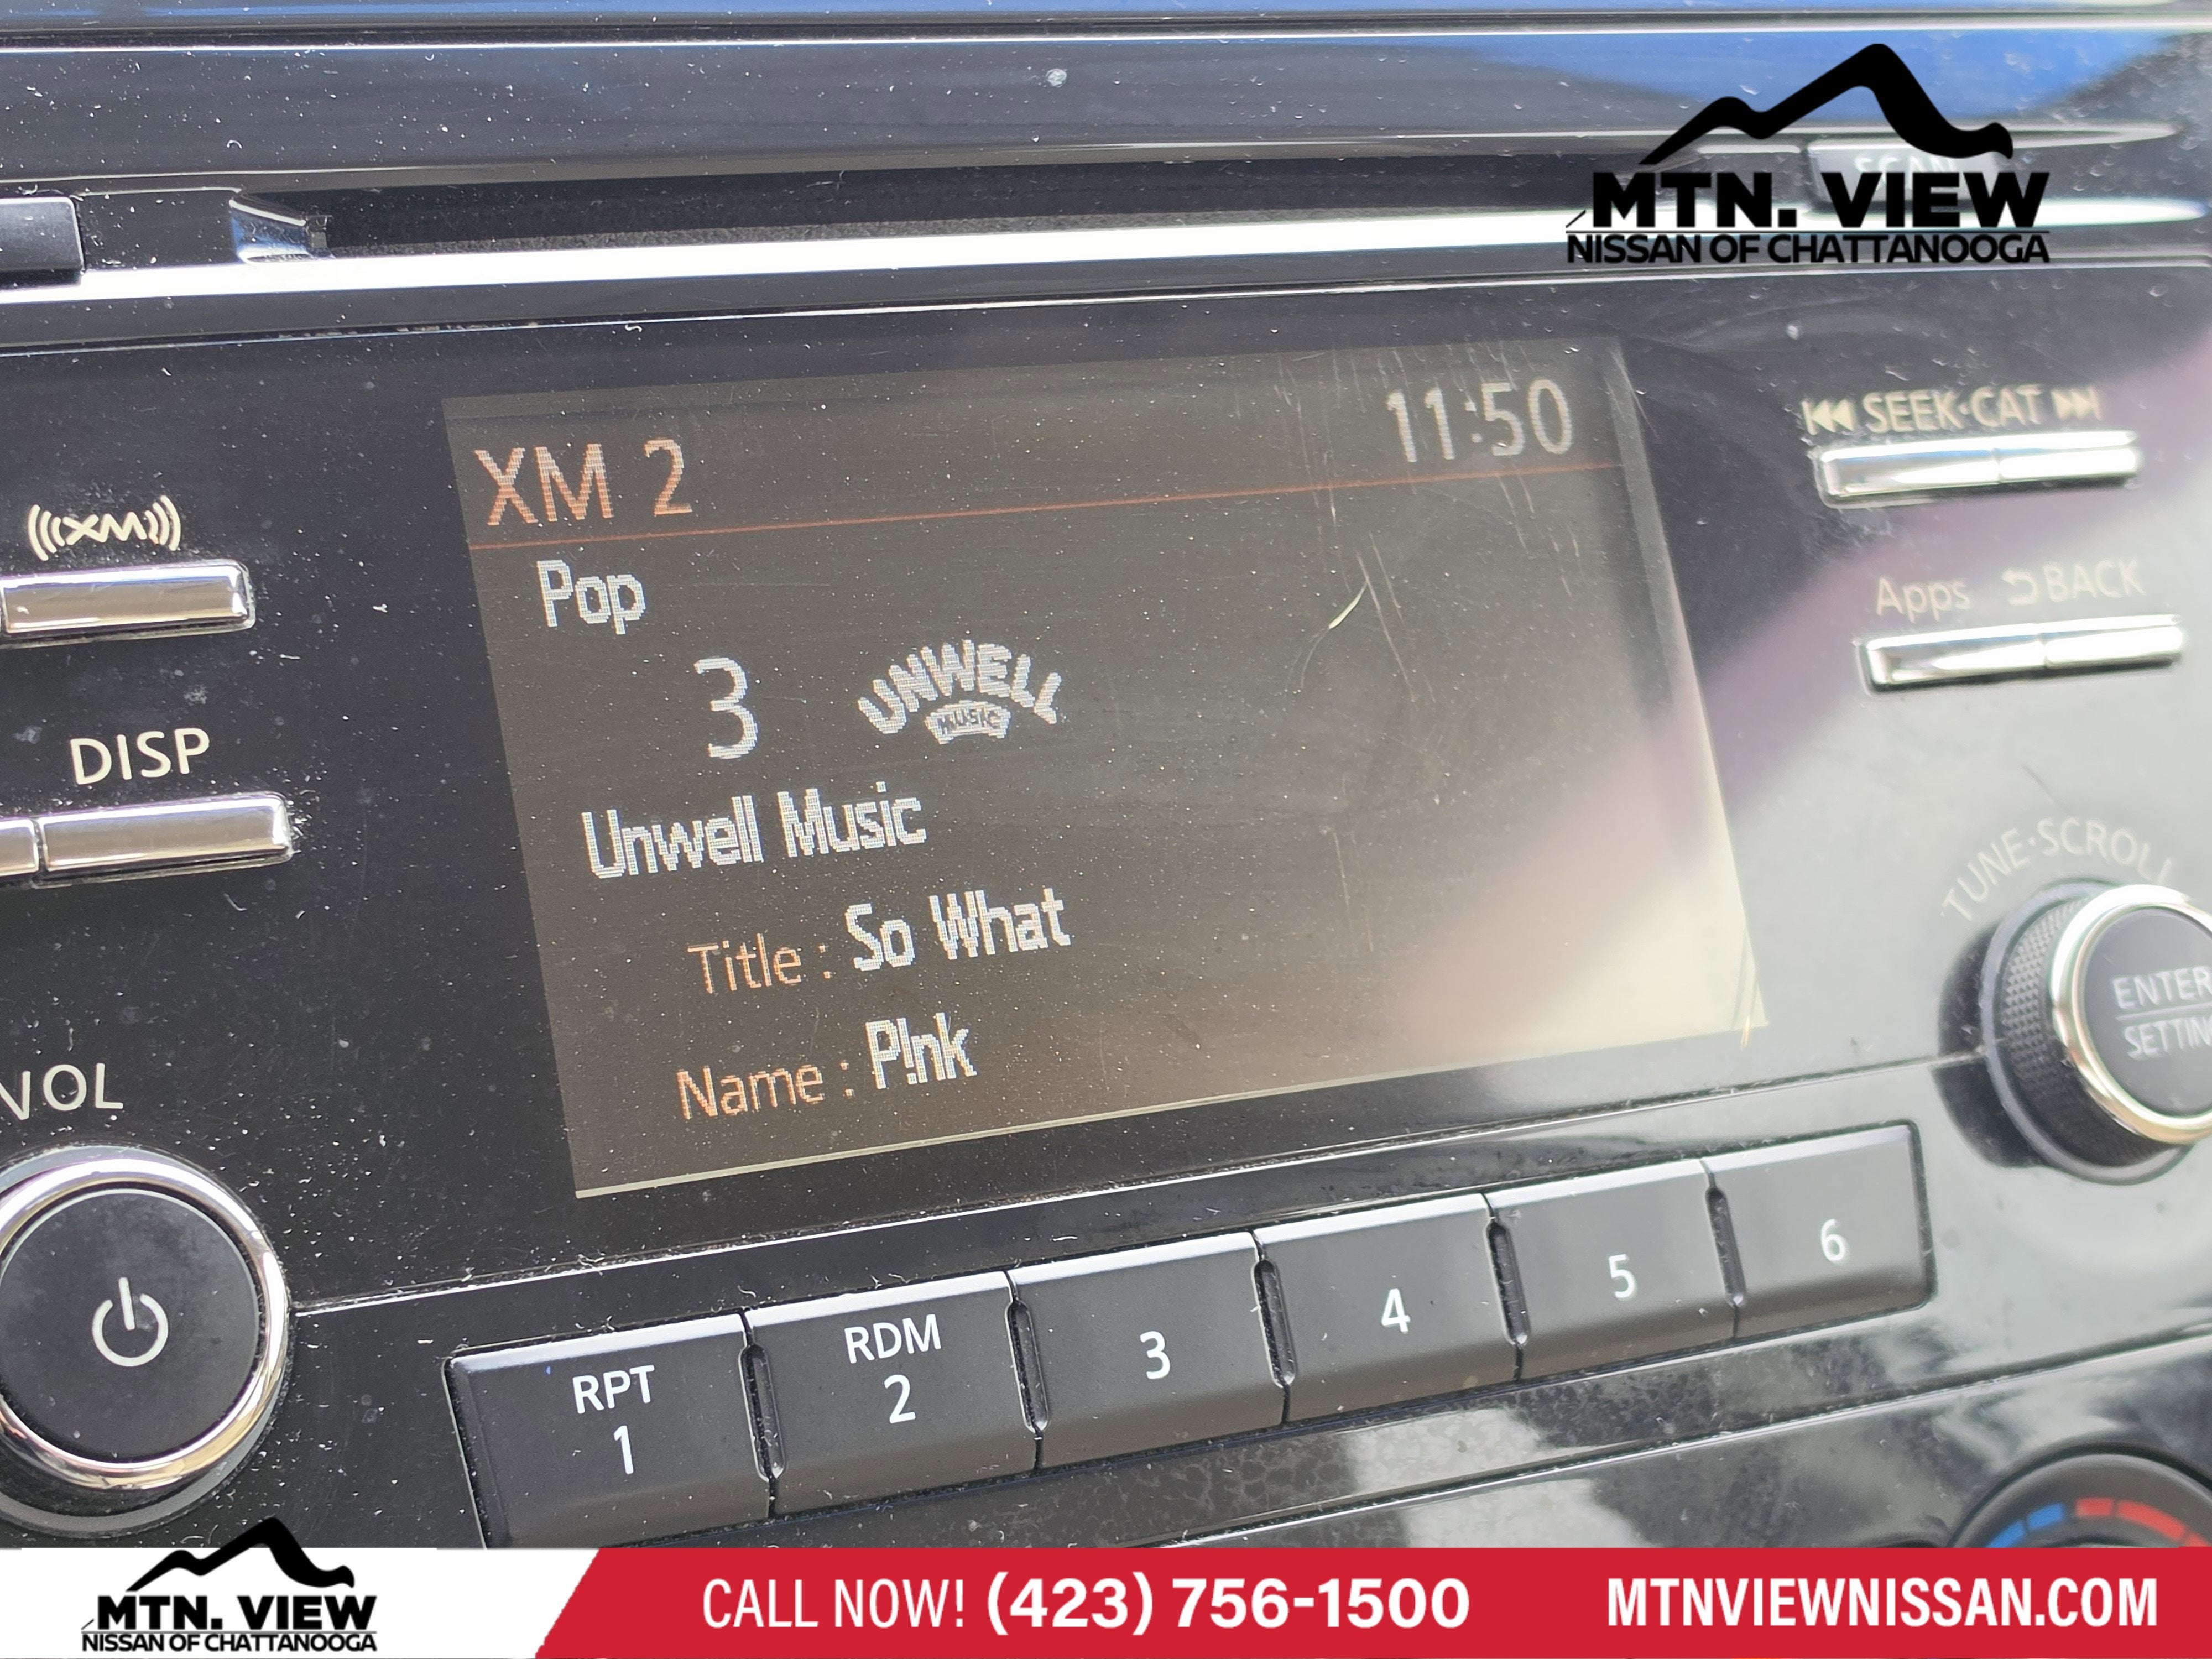 SCAN
MTN. VIEW
NISSAN OF CHATTANOOGA
XM 2
11:50
SEEK·CAT
XM
Pop
Apps BACK
3
UNWELL
MUSIC
DISP
Unwell Music
TUNE·SCROLL
Title : So What
ENTER
Name : P!nk
VOL
RPT
1
RDM
2
3
4
5
6
MTN. VIEW
NISSAN OF CHATTANOOGA
CALL NOW! (423) 756-1500
MTNVIEWNISSAN.COM